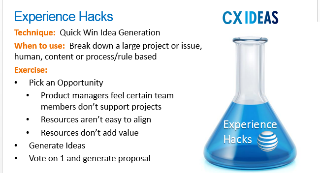 Experience Hacks
CX IDEAS
Technique: Quick Win Idea Generation
When to use: Break down a large project or issue,
human, content or process/rule based
Exercise:
• Pick an Opportunity
• Product managers feel certain team
members don't support projects
• Resources aren't easy to align
• Resources don't add value
• Generate Ideas
• Vote on 1 and generate proposal
Experience
Hacks